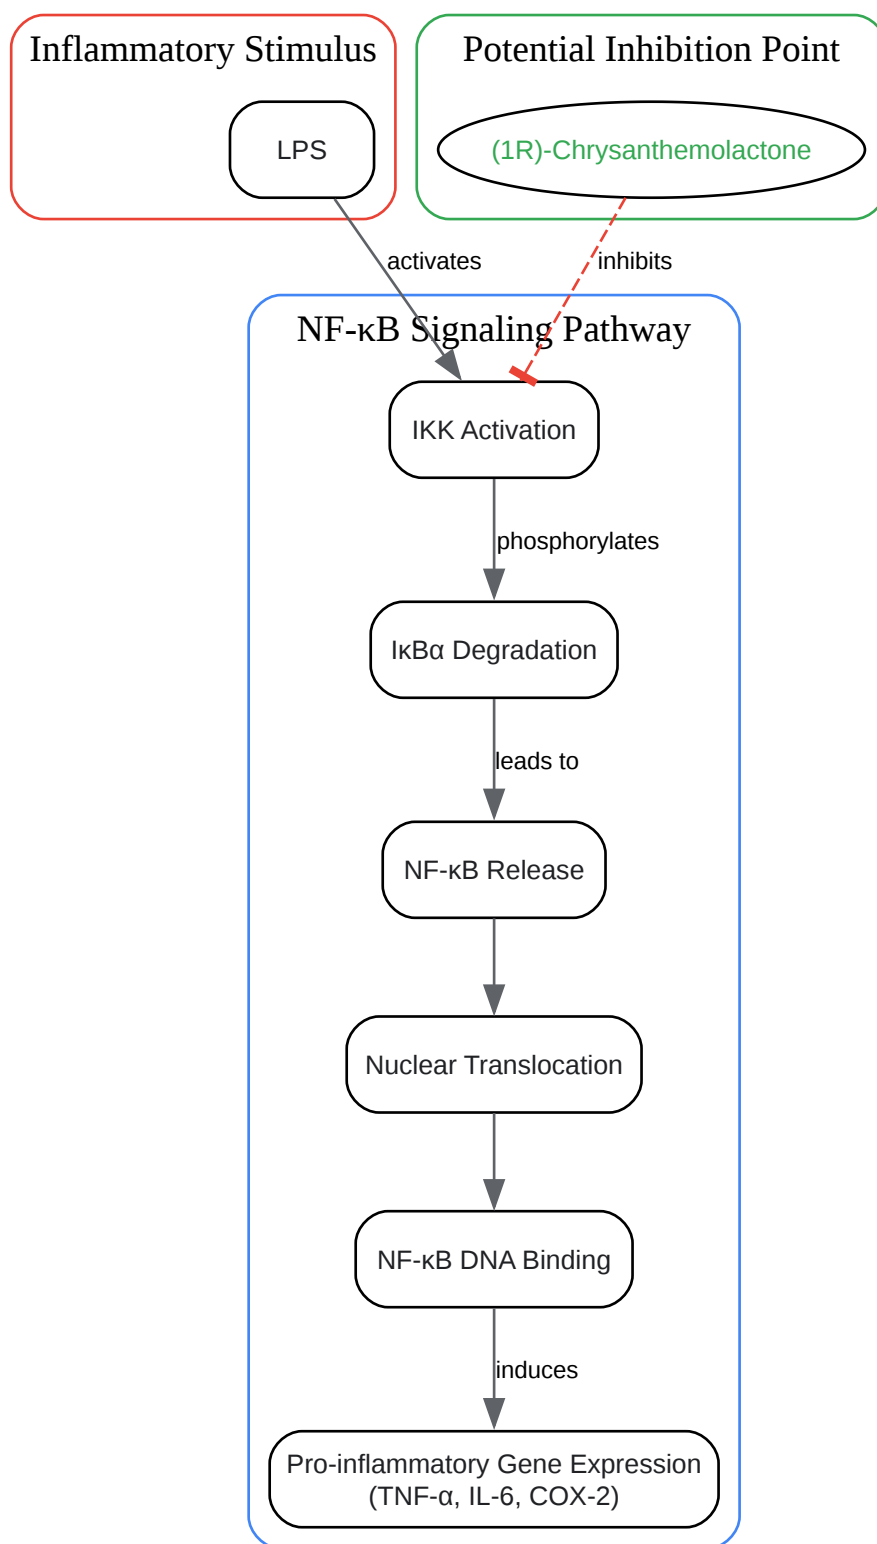 Inflammatory Stimulus
Potential Inhibition Point
LPS
(1R)-Chrysanthemolactone
activates
inhibits
NF-κB Signaling Pathway
IKK Activation
phosphorylates
IκBα Degradation
leads to
NF-κB Release
Nuclear Translocation
NF-κB DNA Binding
induces
Pro-inflammatory Gene Expression
(TNF-α, IL-6, COX-2)